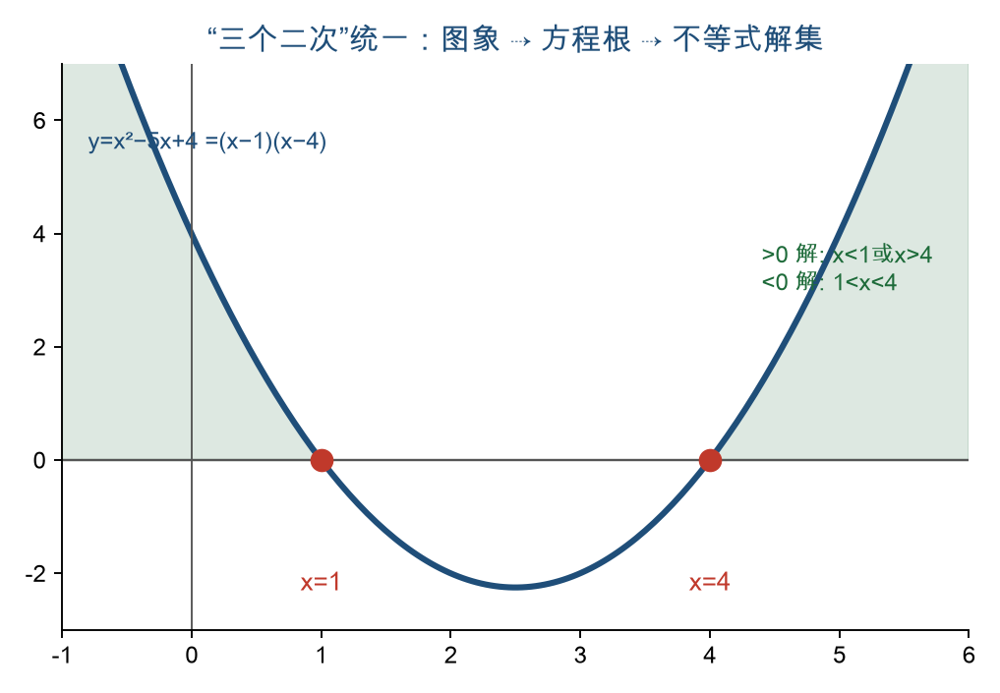 “三个二次”统一：图象 → 方程根 → 不等式解集
6
y=x²−5x+4 =(x−1)(x−4)
4
>0 解: x<1或x>4
<0 解: 1<x<4
2
0
-2
x=1
x=4
-1 0 1 2 3 4 5 6